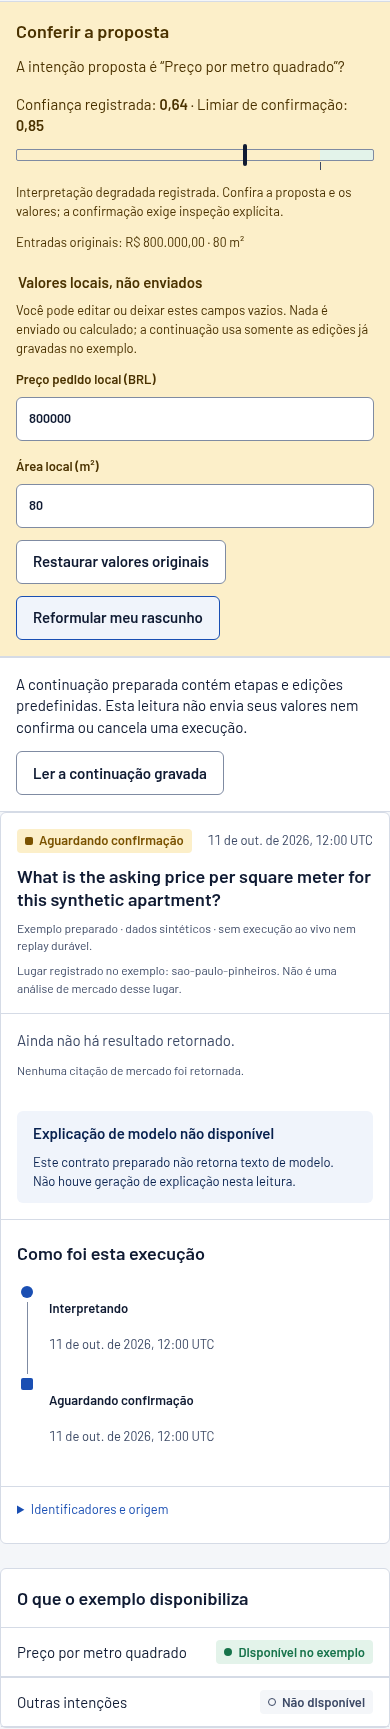 Conferir a proposta
A intenção proposta é “Preço por metro quadrado”?
Confiança registrada: 0,64 · Limiar de confirmação:
0,85
Interpretação degradada registrada. Confira a proposta e os
valores; a confirmação exige inspeção explícita.
Entradas originais: R$ 800.000,00 · 80 m²
Valores locais, não enviados
Você pode editar ou deixar estes campos vazios. Nada é
enviado ou calculado; a continuação usa somente as edições já
gravadas no exemplo.
Preço pedido local (BRL)
800000
Área local (m²)
80
Restaurar valores originais
Reformular meu rascunho
A continuação preparada contém etapas e edições
predefinidas. Esta leitura não envia seus valores nem
confirma ou cancela uma execução.
Ler a continuação gravada
Aguardando confirmação 11 de out. de 2026, 12:00 UTC
What is the asking price per square meter for
this synthetic apartment?
Exemplo preparado · dados sintéticos · sem execução ao vivo nem
replay durável.
Lugar registrado no exemplo: sao-paulo-pinheiros. Não é uma
análise de mercado desse lugar.
Ainda não há resultado retornado.
Nenhuma citação de mercado foi retornada.
Explicação de modelo não disponível
Este contrato preparado não retorna texto de modelo.
Não houve geração de explicação nesta leitura.
Como foi esta execução
Interpretando
11 de out. de 2026, 12:00 UTC
Aguardando confirmação
11 de out. de 2026, 12:00 UTC
Identificadores e origem
O que o exemplo disponibiliza
Preço por metro quadrado Disponível no exemplo
Outras intenções Não disponível